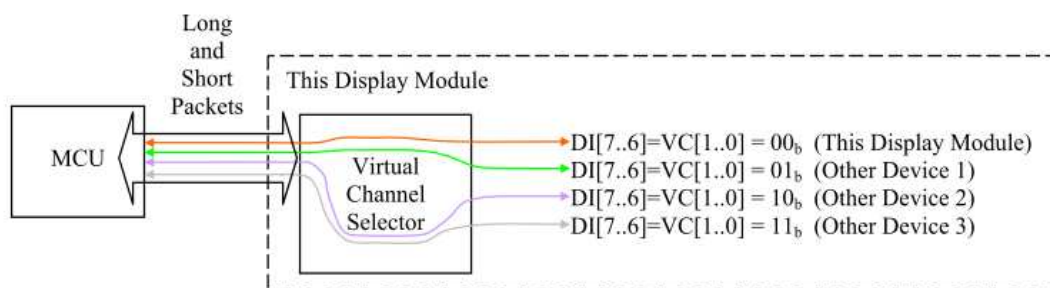 Long
and
Short
Packets
This Display Module
MCU
Virtual
Channel
Selector
DI[7..6]=VC[1..0] = 00b (This Display Module)
DI[7..6]=VC[1..0] = 01b (Other Device 1)
DI[7..6]=VC[1..0] = 10b (Other Device 2)
DI[7..6]=VC[1..0] = 11b (Other Device 3)